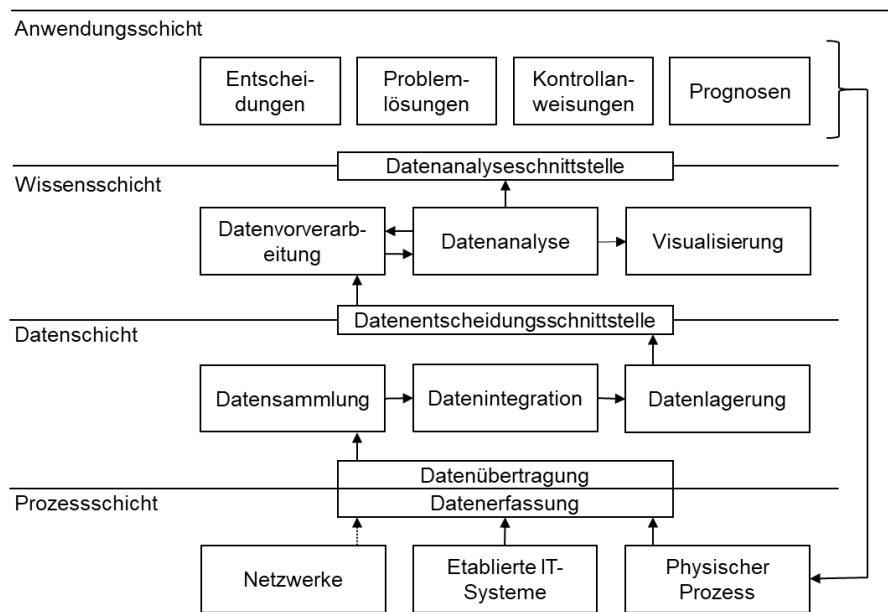 Anwendungsschicht
Entschei-
dungen
Problem-
lösungen
Kontrollan-
weisungen
Prognosen
Datenanalyseschnittstelle
Wissensschicht
Datenvorverarb-
eitung
Datenanalyse
Visualisierung
Datenentscheidungsschnittstelle
Datenschicht
Datensammlung
Datenintegration
Datenlagerung
Datenübertragung
Prozessschicht
Datenerfassung
Netzwerke
Etablierte IT-
Systeme
Physischer
Prozess